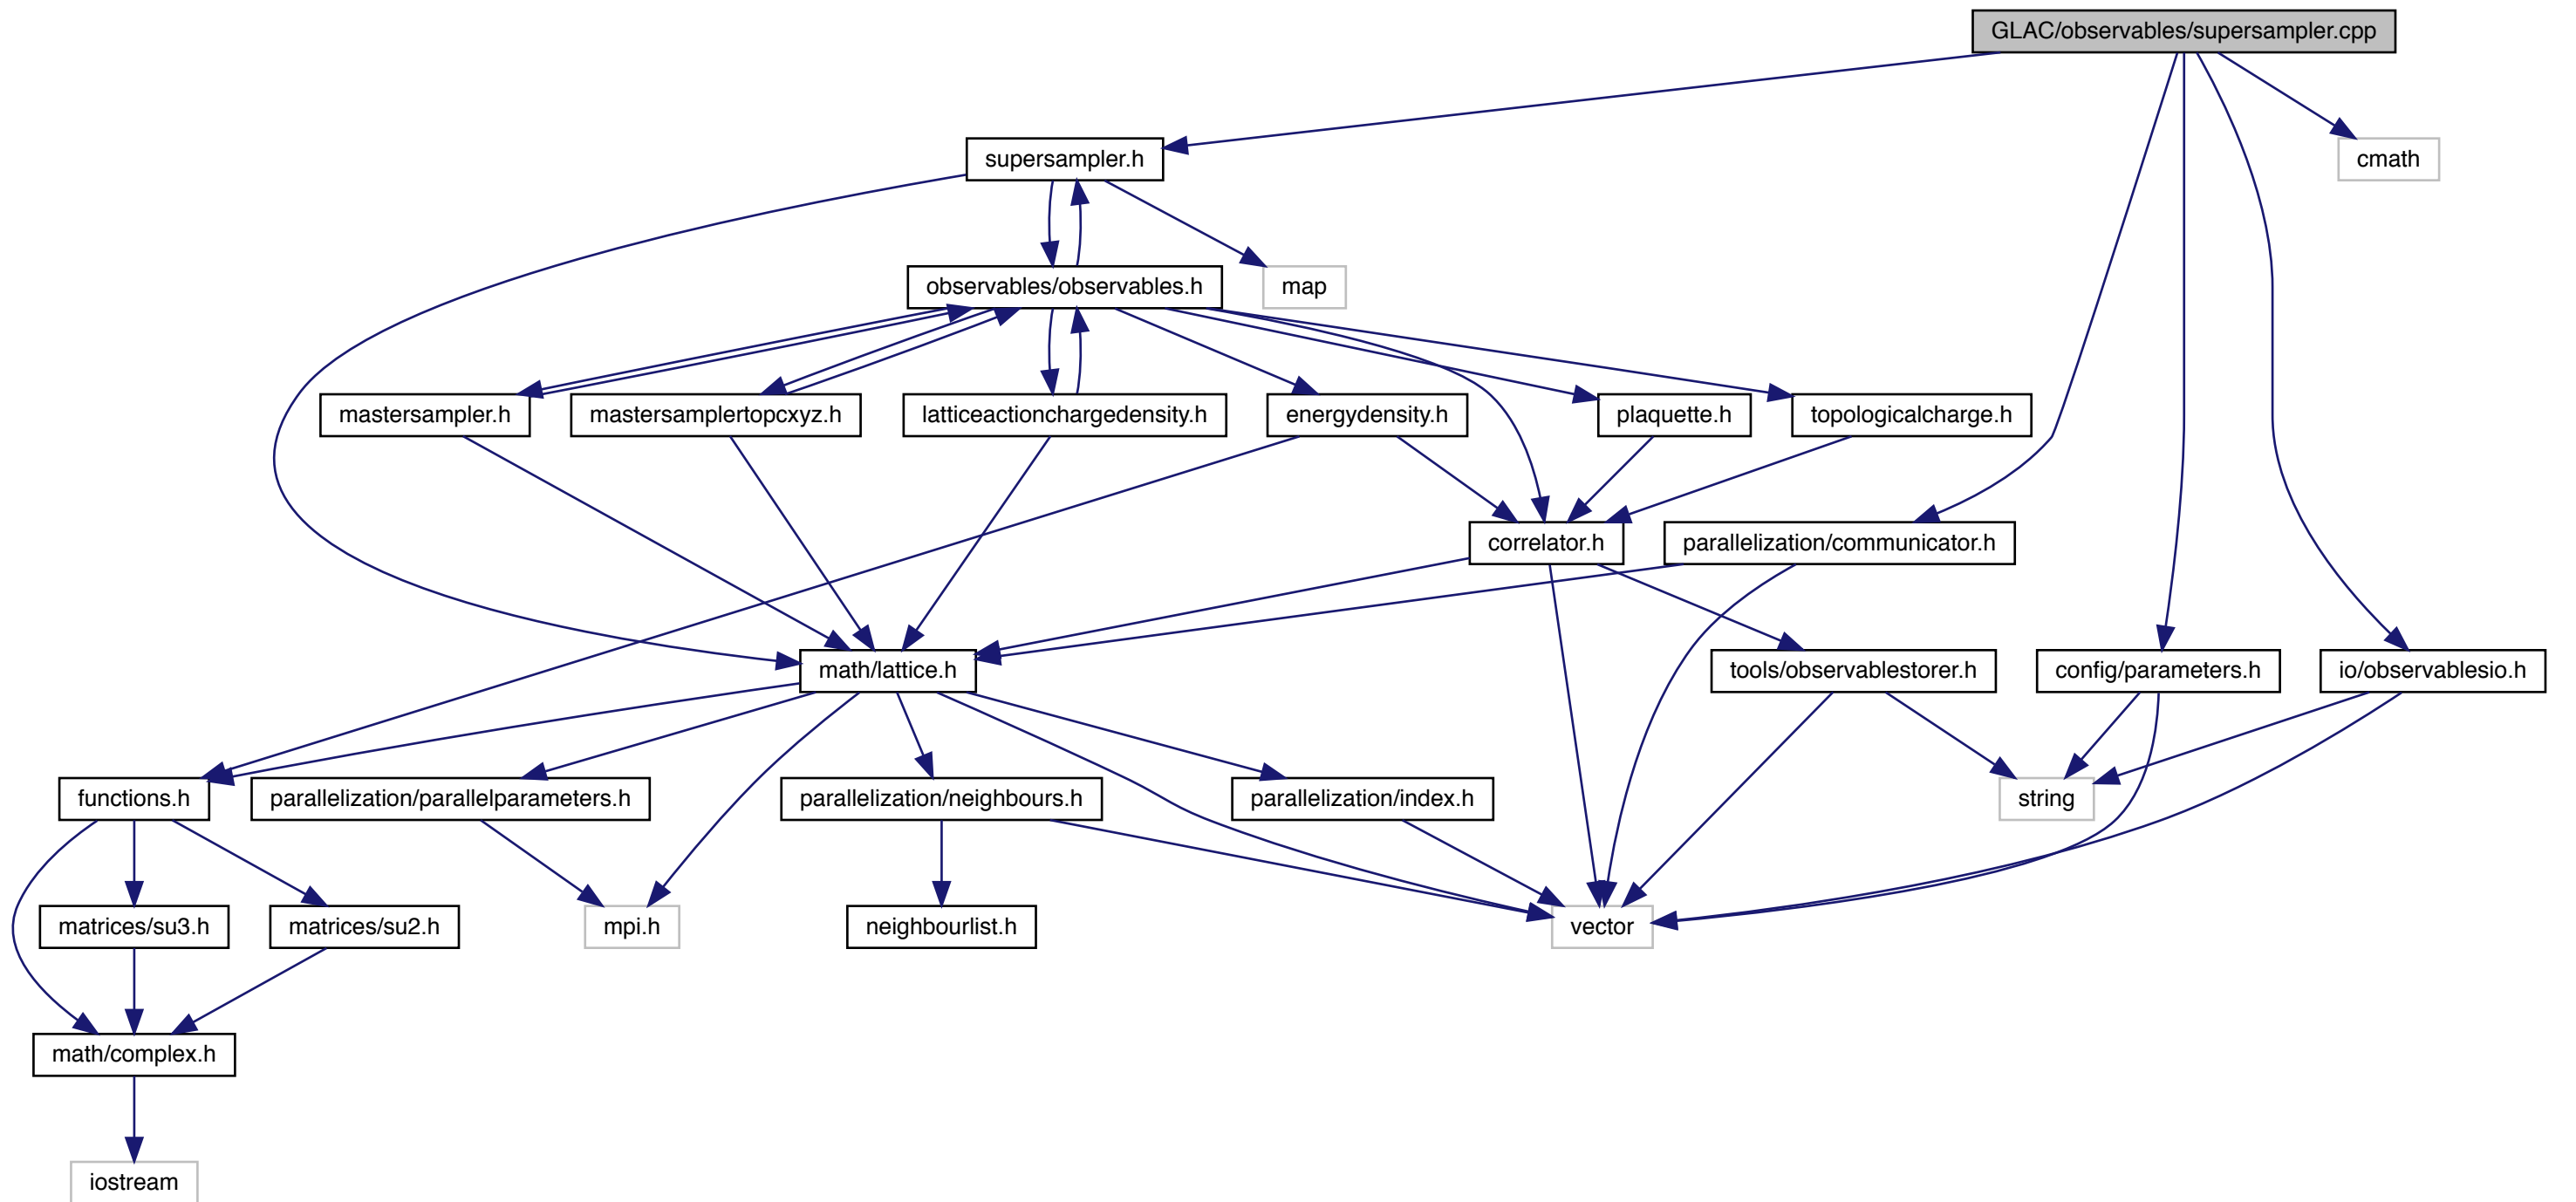 GLAC/observables/supersampler.cpp
supersampler.h
cmath
observables/observables.h
map
mastersampler.h
mastersamplertopcxyz.h
latticeactionchargedensity.h
energydensity.h
plaquette.h
topologicalcharge.h
correlator.h
parallelization/communicator.h
math/lattice.h
tools/observablestorer.h
config/parameters.h
io/observablesio.h
functions.h
parallelization/parallelparameters.h
parallelization/neighbours.h
parallelization/index.h
string
matrices/su3.h
matrices/su2.h
mpi.h
neighbourlist.h
vector
math/complex.h
iostream